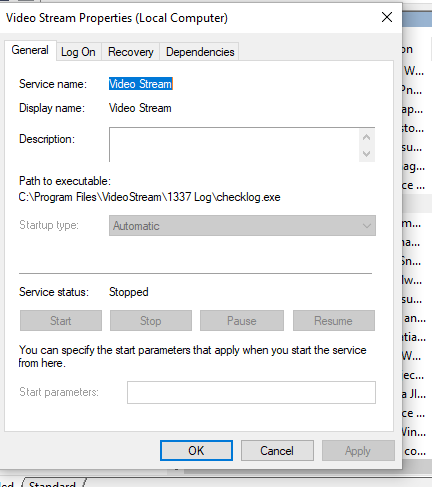 Video Stream Properties (Local Computer)
General Log On Recovery Dependencies
Service name: Video Stream
Display name: Video Stream
Description:
Path to executable:
C:\Program Files\VideoStream\1337 Log\checklog.exe
Startup type: Automatic
Service status: Stopped
Start Stop Pause Resume
You can specify the start parameters that apply when you start the service
from here.
Start parameters:
OK Cancel Apply
Standard